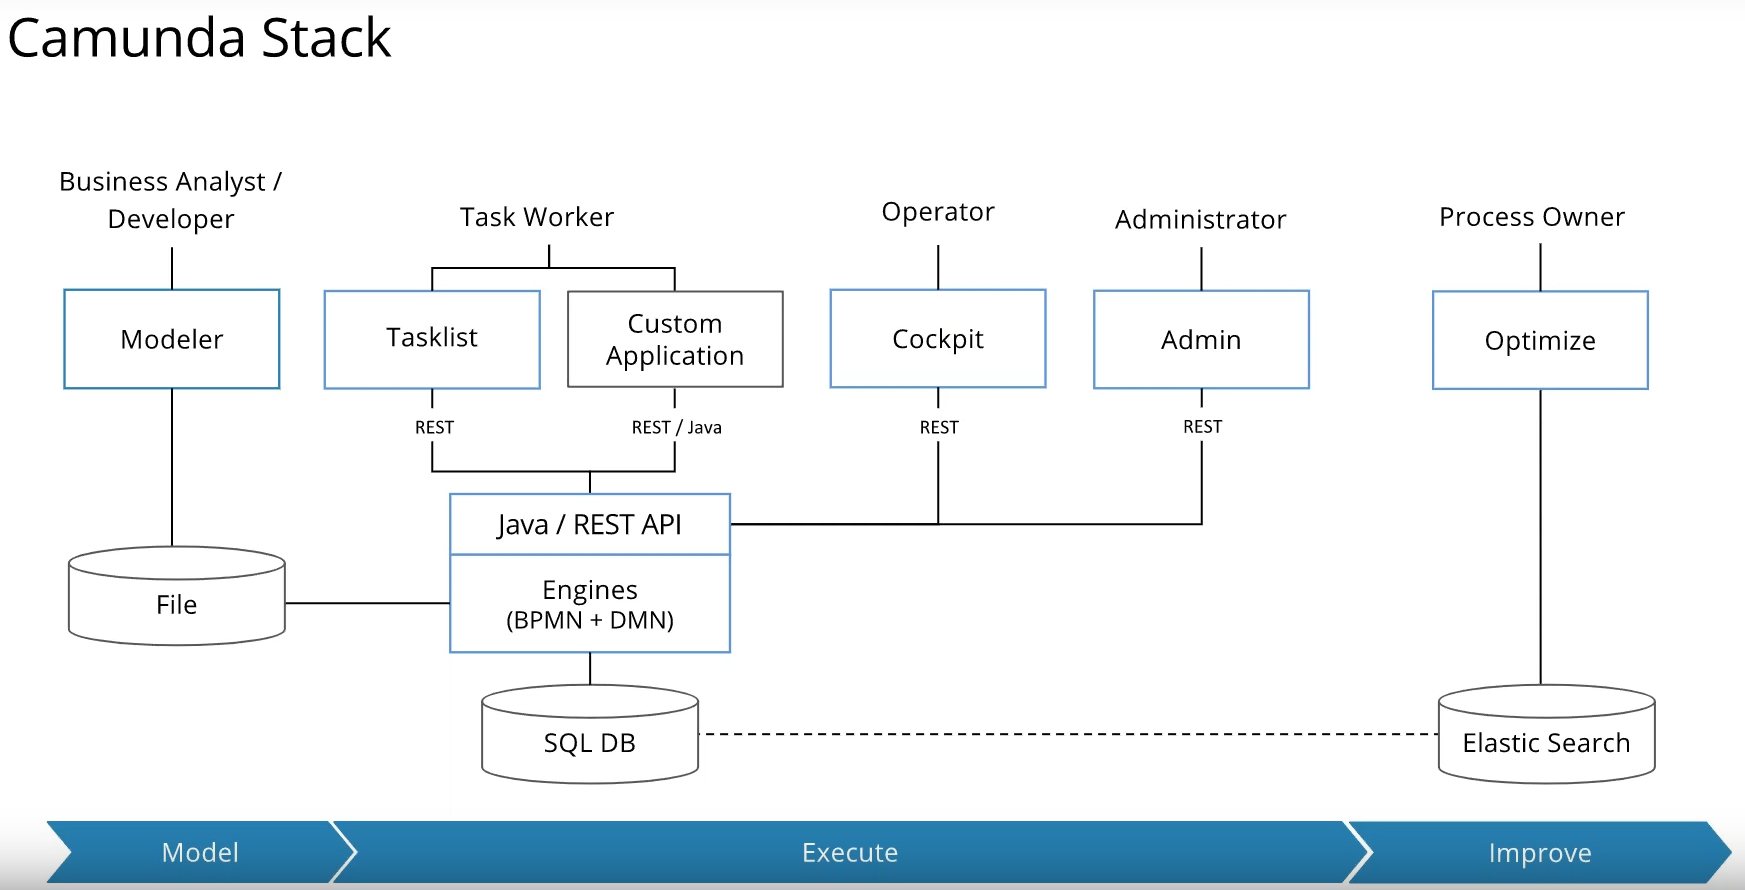 Camunda Stack
Business Analyst /
Developer
Task Worker
Operator
Administrator
Process Owner
Modeler
Tasklist
Custom
Application
Cockpit
Admin
Optimize
REST
REST / Java
REST
REST
Java / REST API
Engines
(BPMN + DMN)
File
SQL DB
Elastic Search
Model
Execute
Improve